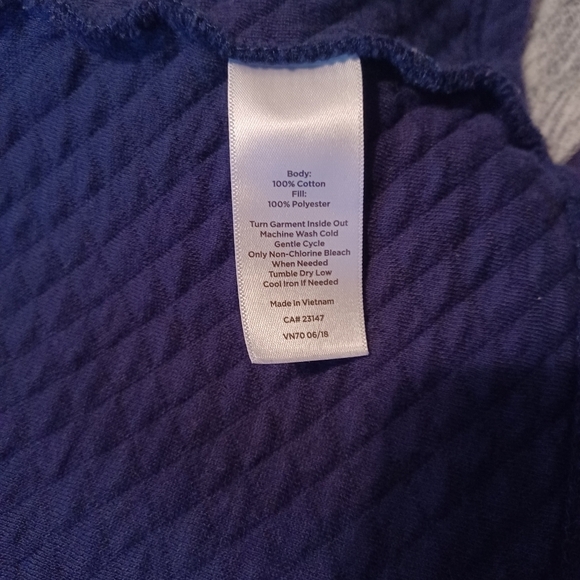 Body:
100% Cotton
Fill:
100% Polyester
Turn Garment Inside Out
Machine Wash Cold
Gentle Cycle
Only Non-Chlorine Bleach
When Needed
Tumble Dry Low
Cool Iron If Needed
Made in Vietnam
CA# 23147
VN70 06/18